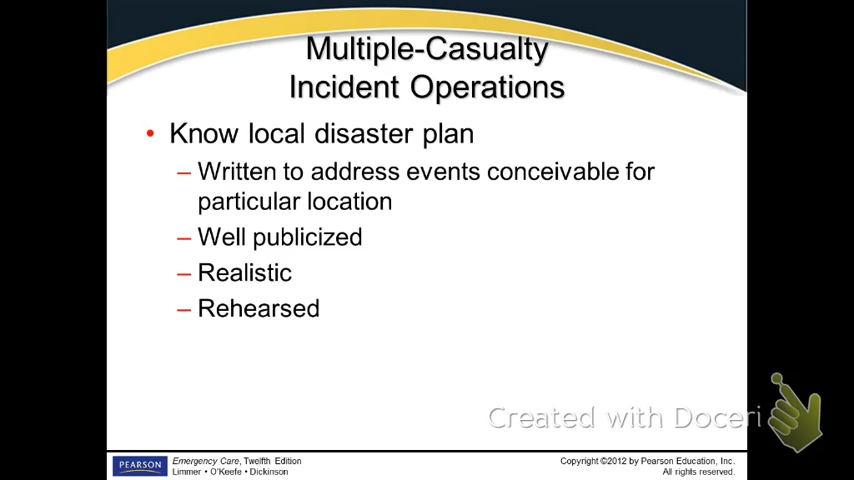 Multiple-Casualty
Incident Operations
• Know local disaster plan
– Written to address events conceivable for
particular location
– Well publicized
– Realistic
– Rehearsed
Created with Doceri
PEARSON
Emergency Care, Twelfth Edition
Limmer • O'Keefe • Dickinson
Copyright ©2012 by Pearson Education, Inc.
All rights reserved.